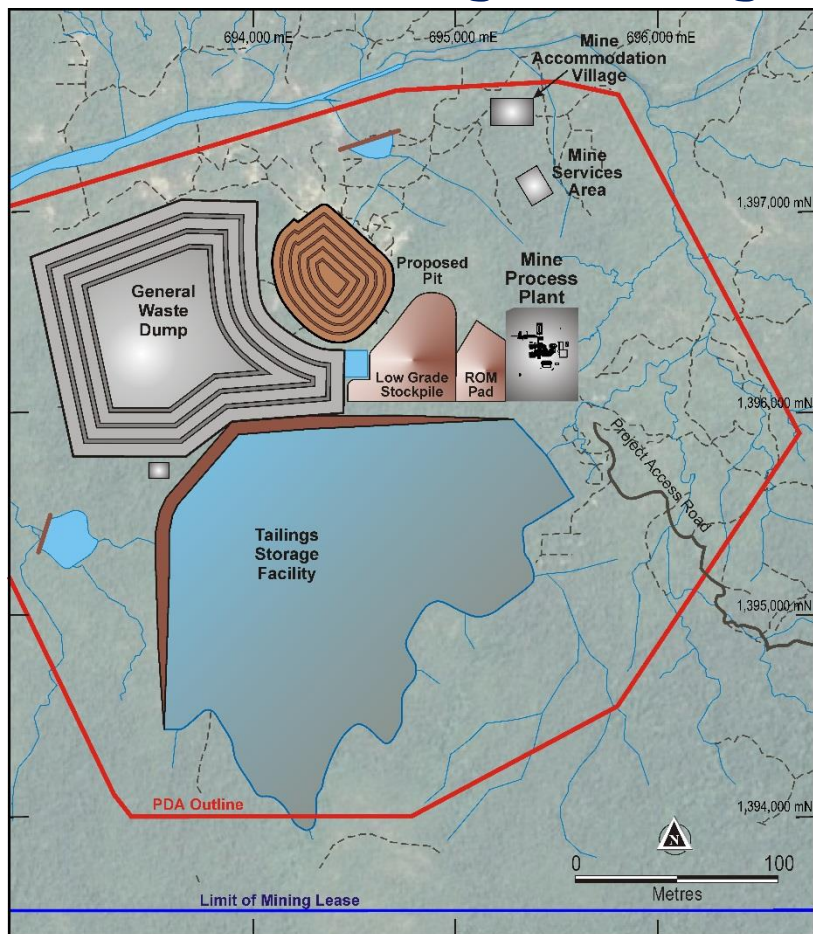 694,000 mE
695,000 mE
696,000 mE
Mine
Accommodation
Village
Mine
Services
Area
1,397,000 mN
Proposed
Pit
Mine
Process
Plant
General
Waste
Dump
Low Grade
Stockpile
ROM
Pad
1,396,000 mN
Project Access Road
Tailings
Storage
Facility
1,395,000 mN
PDA Outline
1,394,000 mN
N
0
100
Metres
Limit of Mining Lease